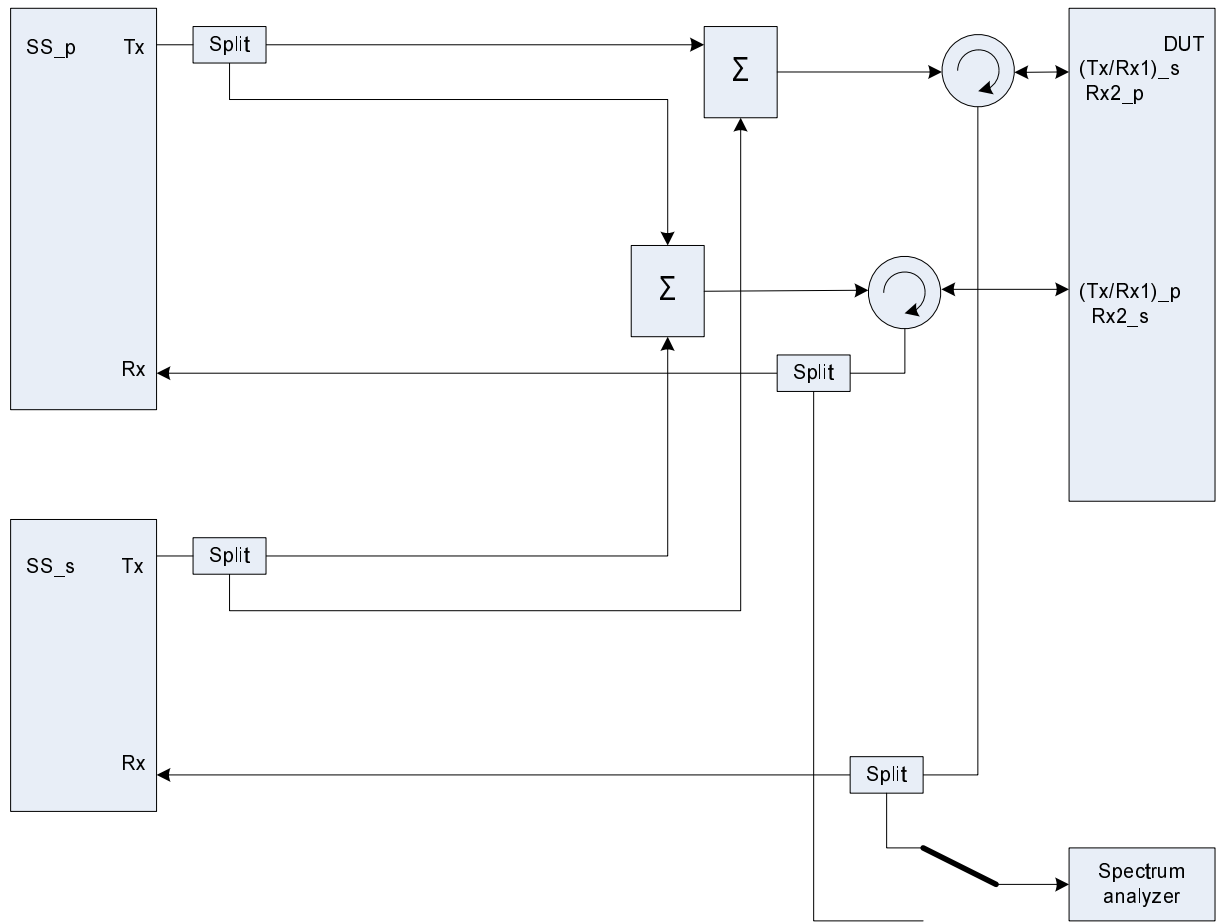 SS_p Tx
Split
Σ
DUT
(Tx/Rx1)_s
Rx2_p
Σ
(Tx/Rx1)_p
Rx2_s
Rx
Split
SS_s Tx
Split
Rx
Split
Spectrum
analyzer